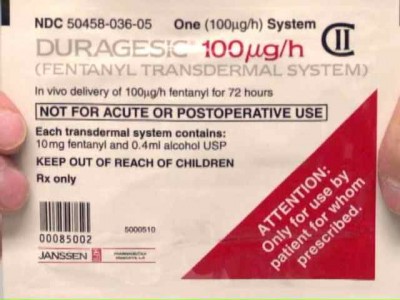 NDC 50458-036-05 One (100µg/h) System
DURAGESIC® 100µg/h CII
(FENTANYL TRANSDERMAL SYSTEM)
In vivo delivery of 100µg/h fentanyl for 72 hours
NOT FOR ACUTE OR POSTOPERATIVE USE
Each transdermal system contains:
10mg fentanyl and 0.4ml alcohol USP
KEEP OUT OF REACH OF CHILDREN
Rx only
ATTENTION:
Only for use by
patient for whom
prescribed.
5000510
00085002
JANSSEN
PHARMACEUTICA